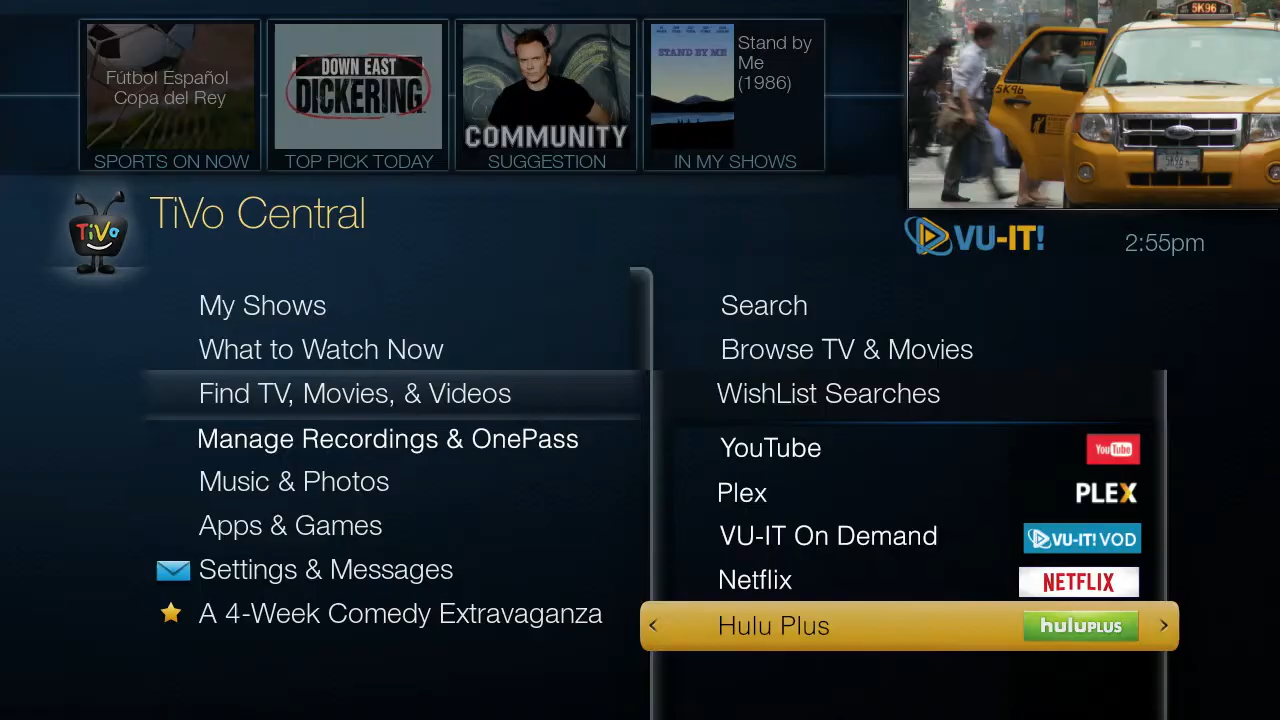 Fútbol Español
Copa del Rey
SPORTS ON NOW
DOWN EAST
DICKERING
TOP PICK TODAY
COMMUNITY
SUGGESTION
STAND BY ME
Stand by
Me
(1986)
IN MY SHOWS
5K96
5K96
5K96
TiVo
TiVo Central
VU-IT!
2:55pm
My Shows
What to Watch Now
Find TV, Movies, & Videos
Manage Recordings & OnePass
Music & Photos
Apps & Games
Settings & Messages
A 4-Week Comedy Extravaganza
Search
Browse TV & Movies
WishList Searches
YouTube
YouTube
Plex
PLEX
VU-IT On Demand
VU-IT! VOD
Netflix
NETFLIX
Hulu Plus
huluPLUS